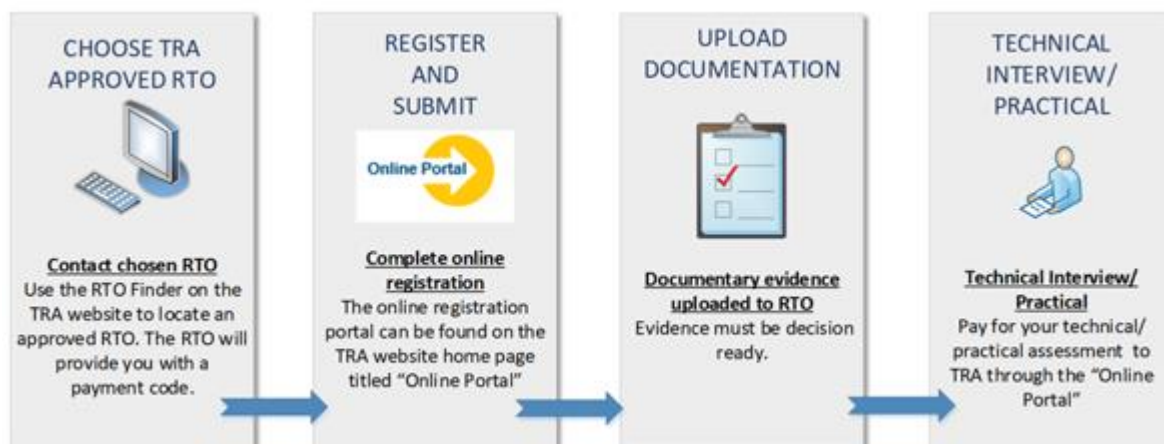 CHOOSE TRA
APPROVED RTO
Contact chosen RTO
Use the RTO Finder on the
TRA website to locate an
approved RTO. The RTO will
provide you with a
payment code.
REGISTER
AND
SUBMIT
Online Portal
Complete online
registration
The online registration
portal can be found on the
TRA website home page
titled “Online Portal”
UPLOAD
DOCUMENTATION
Documentary evidence
uploaded to RTO
Evidence must be decision
ready.
TECHNICAL
INTERVIEW/
PRACTICAL
Technical Interview/
Practical
Pay for your technical/
practical assessment to
TRA through the “Online
Portal”